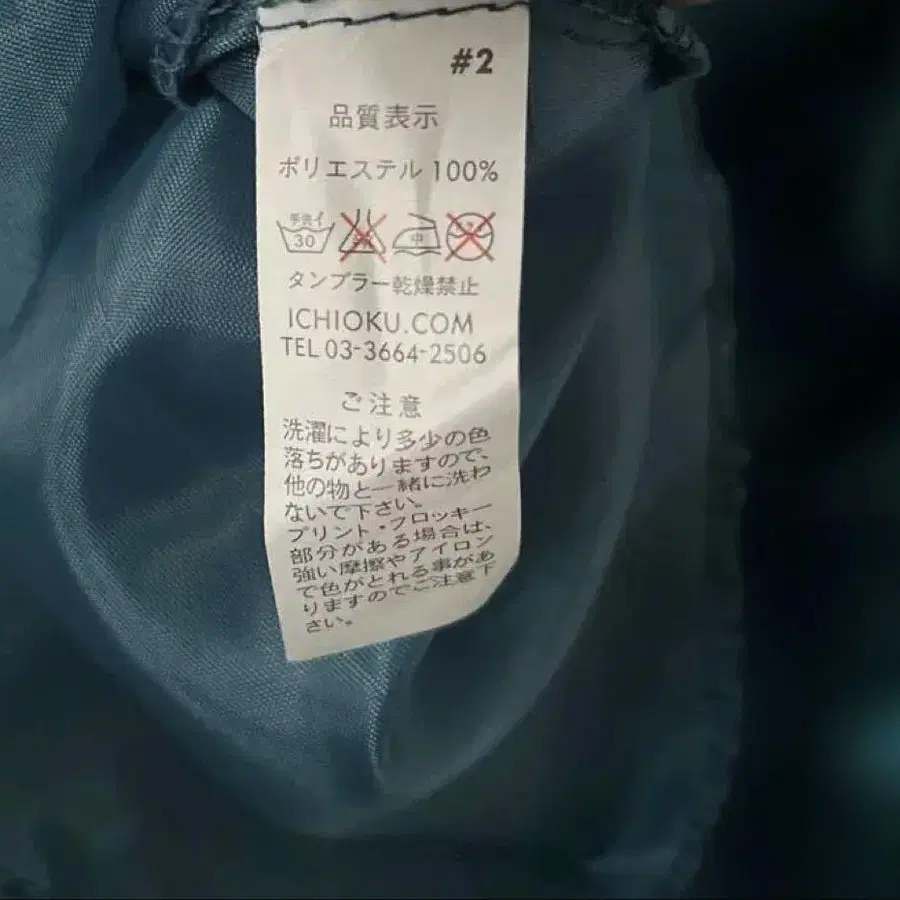 #2
品質表示
ポリエステル 100%
手洗イ
30
中
タンブラー乾燥禁止
ICHIOKU.COM
TEL 03-3664-2506
ご注意
洗濯により多少の色
落ちがありますので、
他の物と一緒に洗わ
ないで下さい。
プリント・フロッキー
部分がある場合は、
強い摩擦やアイロン
で色がとれる事があ
りますのでご注意下
さい。